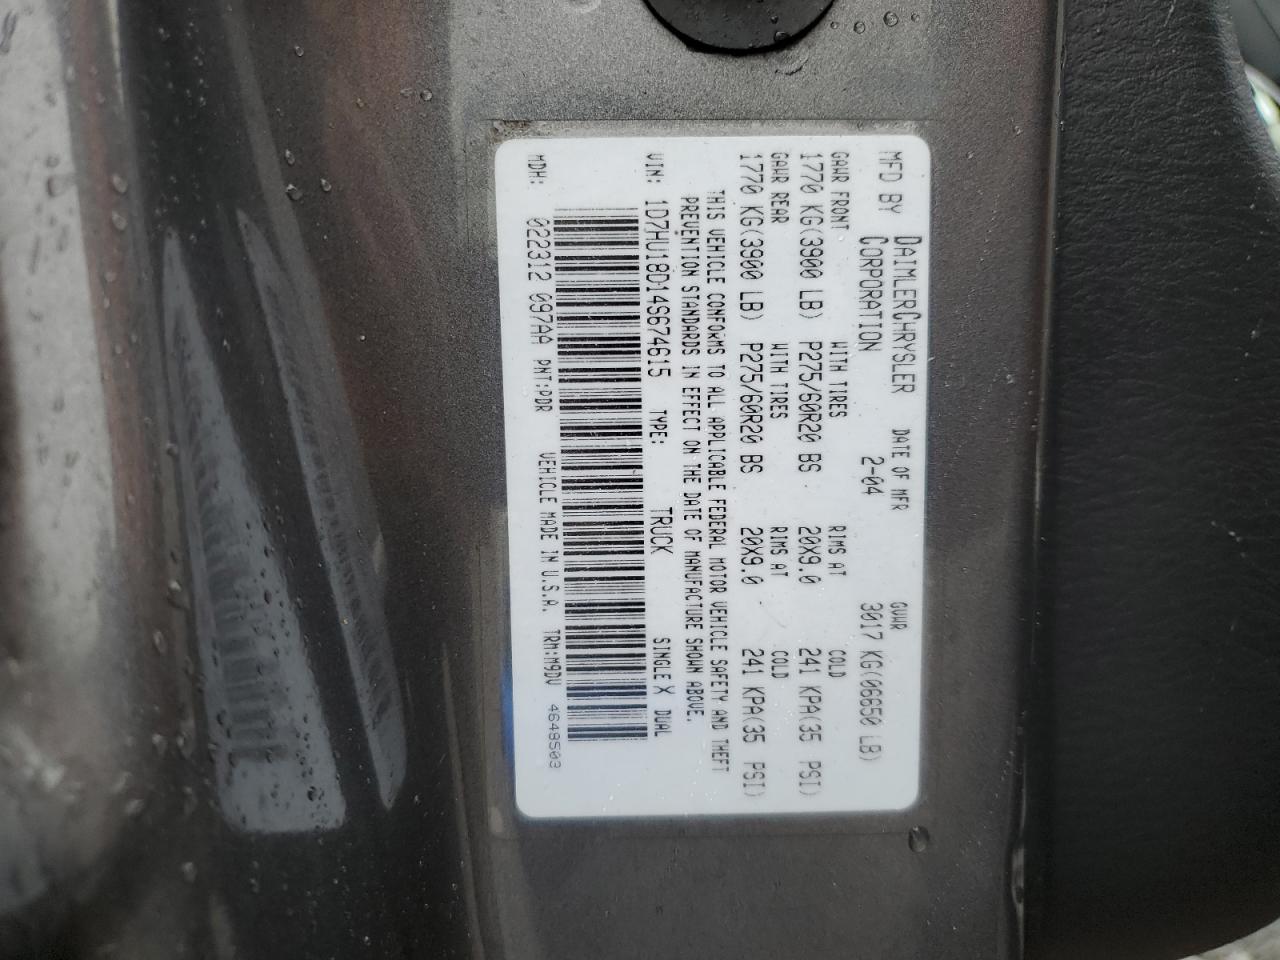 MFD BY DAIMLERCHRYSLER CORPORATION DATE OF MFR 2-04 GVWR 3017 KG(06650 LB)
GAWR FRONT WITH TIRES RIMS AT COLD
1770 KG(3900 LB) P275/60R20 BS 20X9.0 241 KPA(35 PSI)
GAWR REAR WITH TIRES RIMS AT COLD
1770 KG(3900 LB) P275/60R20 BS 20X9.0 241 KPA(35 PSI)
THIS VEHICLE CONFORMS TO ALL APPLICABLE FEDERAL MOTOR VEHICLE SAFETY AND THEFT
PREVENTION STANDARDS IN EFFECT ON THE DATE OF MANUFACTURE SHOWN ABOVE.
VIN: 1D7HU18D14S674615 TYPE: TRUCK SINGLE X DUAL
MDH: 022312 097AA PNT:PDR VEHICLE MADE IN U.S.A. TRM:M9DV 4648503